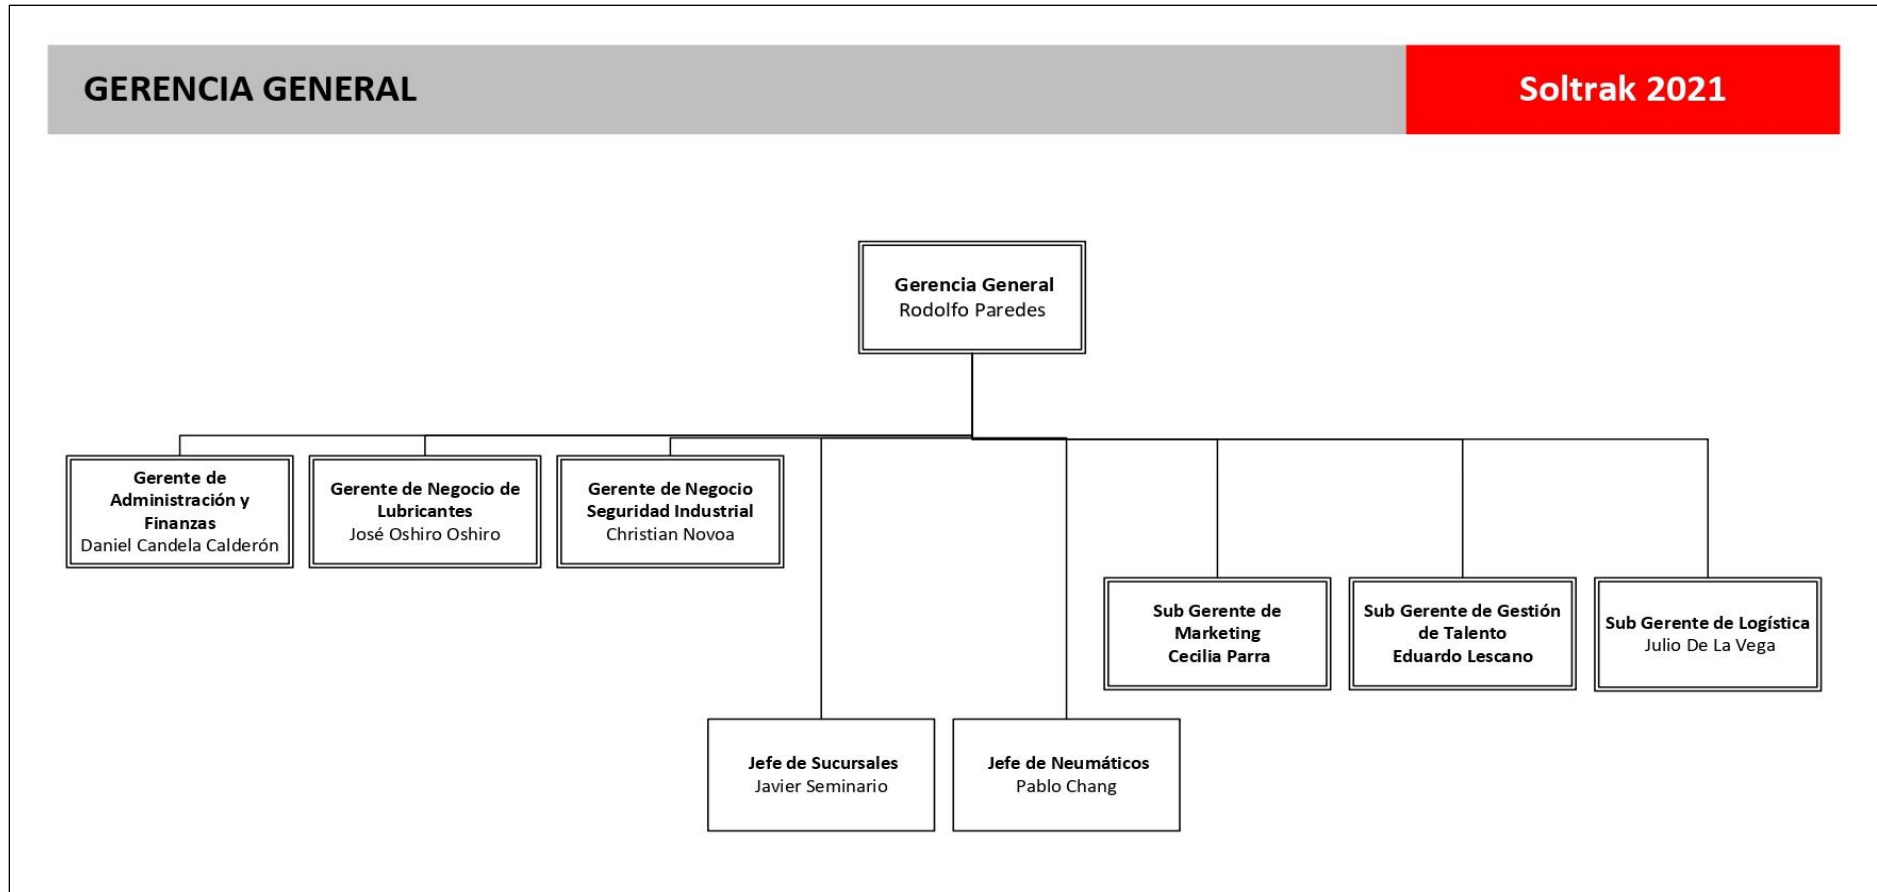 GERENCIA GENERAL
Soltrak 2021
Gerencia General
Rodolfo Paredes
Gerente de
Administración y
Finanzas
Daniel Candela Calderón
Gerente de Negocio de
Lubricantes
José Oshiro Oshiro
Gerente de Negocio
Seguridad Industrial
Christian Novoa
Sub Gerente de
Marketing
Cecilia Parra
Sub Gerente de Gestión
de Talento
Eduardo Lescano
Sub Gerente de Logística
Julio De La Vega
Jefe de Sucursales
Javier Seminario
Jefe de Neumáticos
Pablo Chang